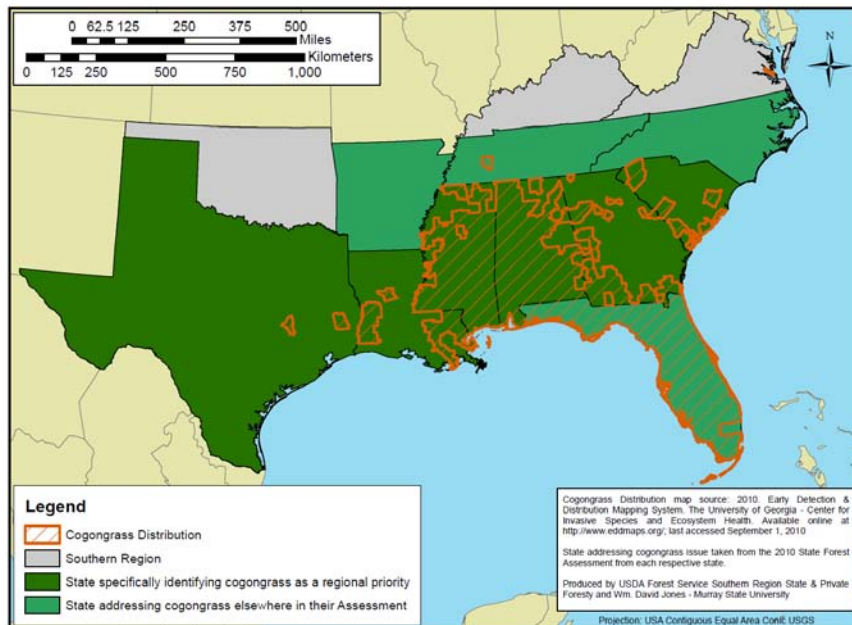 0 62.5 125 250 375 500
Miles
Kilometers
0 125 250 500 750 1,000
N
Legend
Cogongrass Distribution
Southern Region
State specifically identifying cogongrass as a regional priority
State addressing cogongrass elsewhere in their Assessment
Cogongrass Distribution map source: 2010. Early Detection &
Distribution Mapping System. The University of Georgia - Center for
Invasive Species and Ecosystem Health. Available online at
http://www.eddmaps.org/; last accessed September 1, 2010
State addressing cogongrass issue taken from the 2010 State Forest
Assessment from each respective state.
Produced by USDA Forest Service Southern Region State & Private
Foresty and Wm. David Jones - Murray State University
Projection: USA Contiguous Equal Area Conic USGS